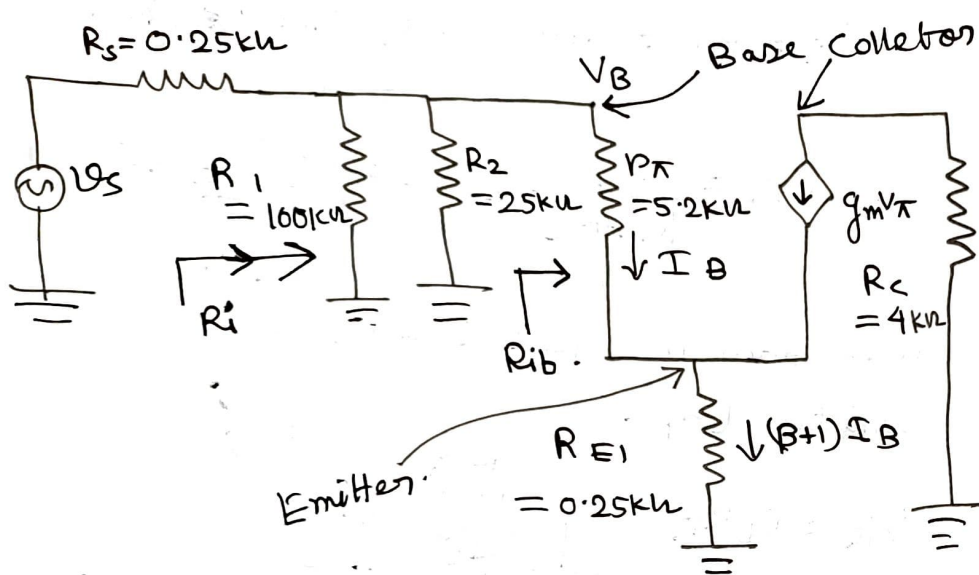 Rs=0.25kΩ
VB
Base
Colletor
υs
R1
=100kΩ
R2
=25kΩ
rπ
=5.2kΩ
gmVπ
↓ IB
Rc
=4kΩ
Ri
Rib.
Emitter.
RE1
=0.25kΩ
↓(β+1)IB